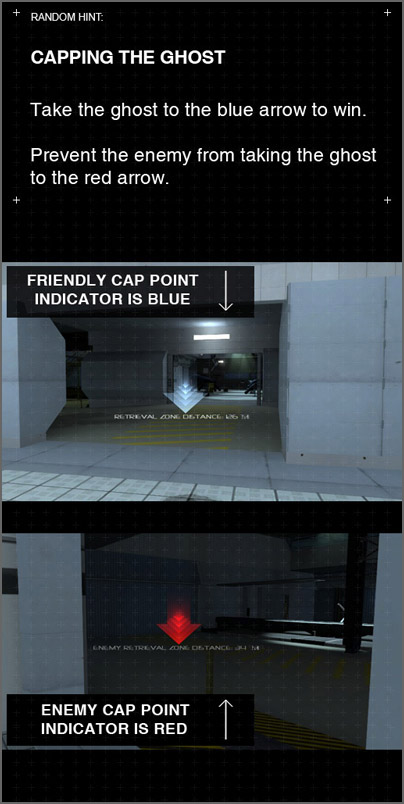 RANDOM HINT:
CAPPING THE GHOST
Take the ghost to the blue arrow to win.
Prevent the enemy from taking the ghost
to the red arrow.
FRIENDLY CAP POINT
INDICATOR IS BLUE
RETRIEVAL ZONE DISTANCE:
ENEMY RETRIEVAL ZONE DISTANCE:
ENEMY CAP POINT
INDICATOR IS RED